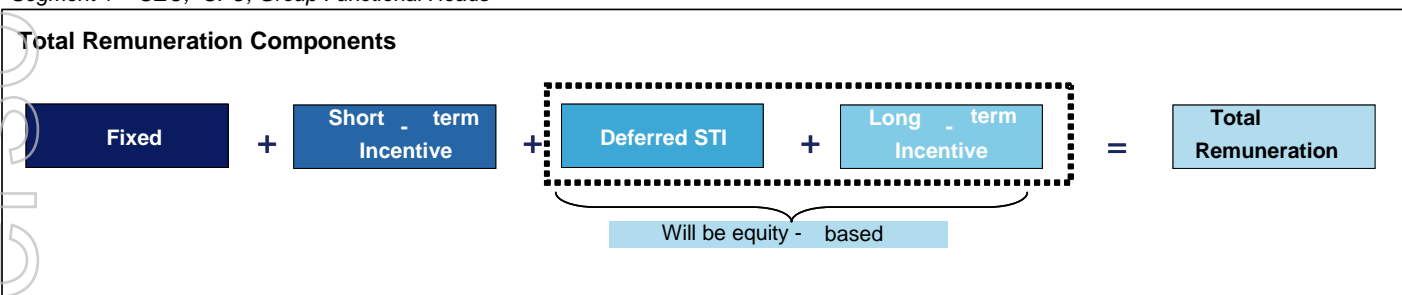 Total Remuneration Components
Fixed + Short - term Incentive + Deferred STI + Long - term Incentive = Total Remuneration
Will be equity - based